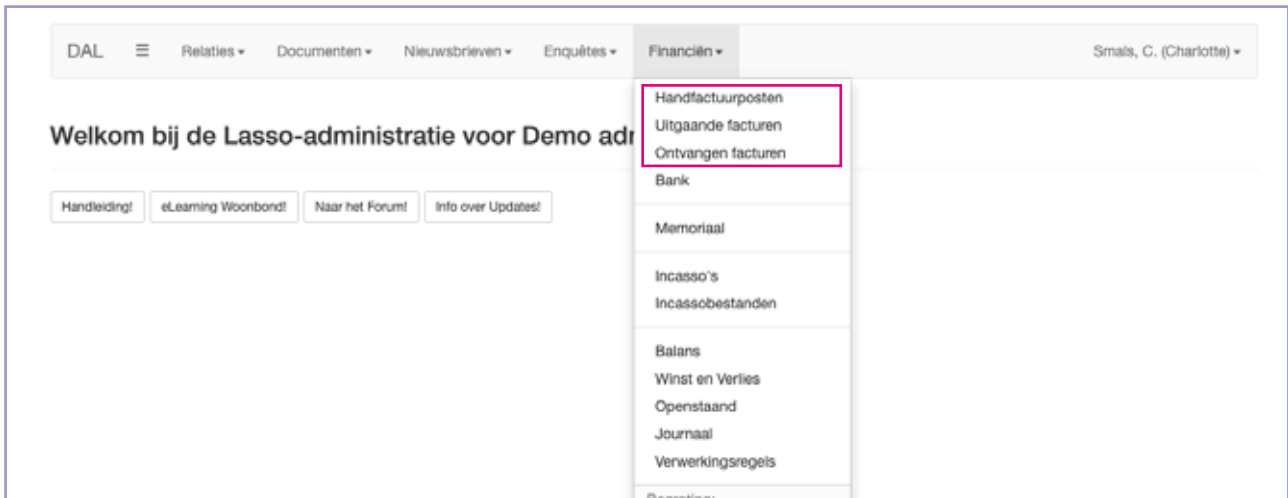 DAL ☰ Relaties Documenten Nieuwsbrieven Enquêtes Financiën Smals, C. (Charlotte)
Handfactuurposten
Uitgaande facturen
Welkom bij de Lasso-administratie voor Demo
Ontvangen facturen
Bank
Handleiding! eLearning Woonbond! Naar het Forum! Info over Updates!
Memoriaal
Incasso's
Incassobestanden
Balans
Winst en Verlies
Openstaand
Journaal
Verwerkingsregels